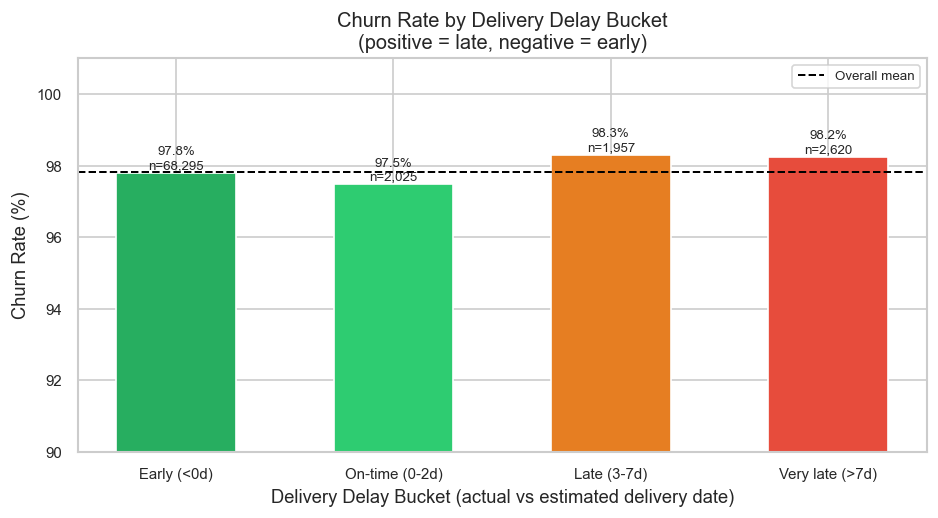 Churn Rate by Delivery Delay Bucket
(positive = late, negative = early)
Overall mean
Churn Rate (%)
100
98
96
94
92
90
97.8%
n=68,295
97.5%
n=2,025
98.3%
n=1,957
98.2%
n=2,620
Early (<0d)
On-time (0-2d)
Late (3-7d)
Very late (>7d)
Delivery Delay Bucket (actual vs estimated delivery date)